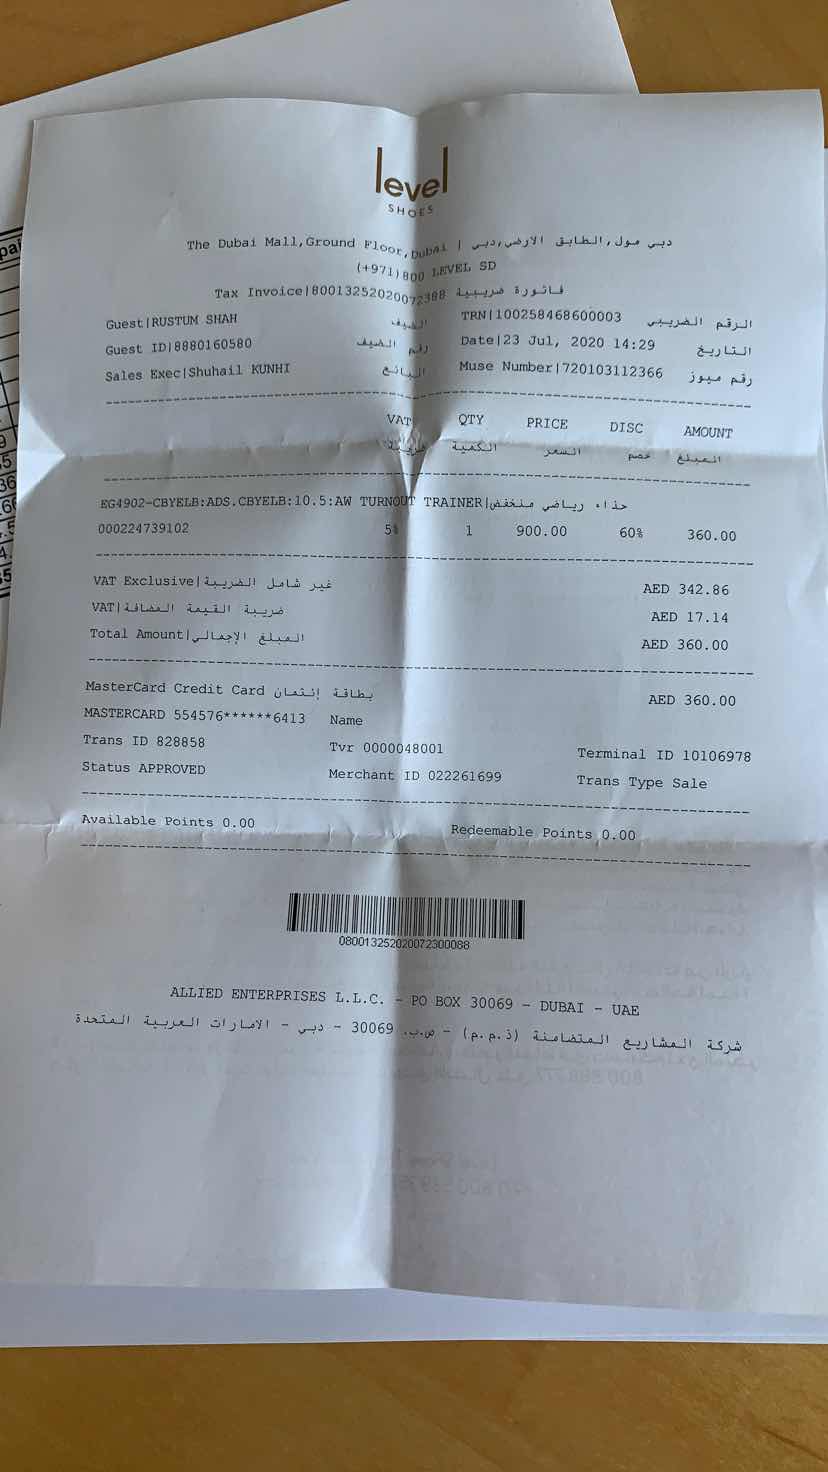 level
SHOES
The Dubai Mall,Ground Floor,Dubai | دبي مول,الطابق الارضي,دبي
(+971)800 LEVEL SD
Tax Invoice|80013252020072388 فاتورة ضريبية
Guest|RUSTUM SHAH الضيف TRN|100258468600003 الرقم الضريبي
Guest ID|8880160580 رقم الضيف Date|23 Jul, 2020 14:29 التاريخ
Sales Exec|Shuhail KUNHI البائع Muse Number|720103112366 رقم ميوز
VAT QTY PRICE DISC AMOUNT
ضريبة الكمية السعر خصم المبلغ
EG4902-CBYELB:ADS.CBYELB:10.5:AW TURNOUT TRAINER|حذاء رياضي منخفض
000224739102 5% 1 900.00 60% 360.00
VAT Exclusive|غير شامل الضريبة AED 342.86
VAT|ضريبة القيمة المضافة AED 17.14
Total Amount|المبلغ الإجمالي AED 360.00
MasterCard Credit Card بطاقة إئتمان AED 360.00
MASTERCARD 554576******6413 Name
Trans ID 828858 Tvr 0000048001 Terminal ID 10106978
Status APPROVED Merchant ID 022261699 Trans Type Sale
Available Points 0.00 Redeemable Points 0.00
080013252020072300088
ALLIED ENTERPRISES L.L.C. - PO BOX 30069 - DUBAI - UAE
شركة المشاريع المتضامنة (ذ.م.م) - ص.ب. 30069 - دبي - الامارات العربية المتحدة